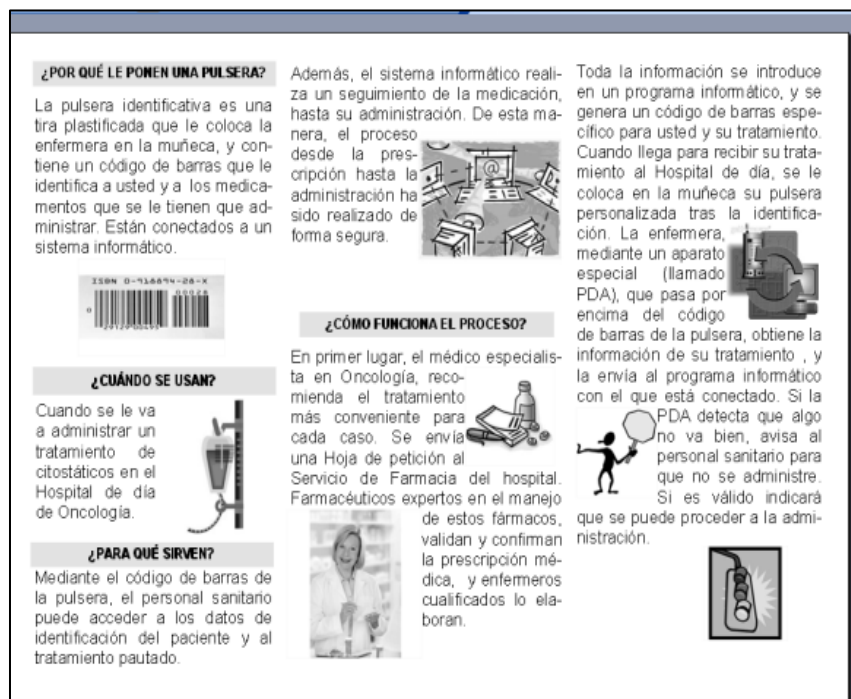 ¿POR QUÉ LE PONEN UNA PULSERA?
La pulsera identificativa es una
tira plastificada que le coloca la
enfermera en la muñeca, y con-
tiene un código de barras que le
identifica a usted y a los medica-
mentos que se le tienen que ad-
ministrar. Están conectados a un
sistema informático.
ISBN 0-918894-28-X
00028
0
¿CUÁNDO SE USAN?
Cuando se le va
a administrar un
tratamiento de
citostáticos en el
Hospital de día
de Oncología.
¿PARA QUÉ SIRVEN?
Mediante el código de barras de
la pulsera, el personal sanitario
puede acceder a los datos de
identificación del paciente y al
tratamiento pautado.
Además, el sistema informático reali-
za un seguimiento de la medicación,
hasta su administración. De esta ma-
nera, el proceso
desde la pres-
cripción hasta la
administración ha
sido realizado de
forma segura.
@
¿CÓMO FUNCIONA EL PROCESO?
En primer lugar, el médico especialis-
ta en Oncología, reco-
mienda el tratamiento
más conveniente para
cada caso. Se envía
una Hoja de petición al
Servicio de Farmacia del hospital.
Farmacéuticos expertos en el manejo
de estos fármacos,
validan y confirman
la prescripción mé-
dica, y enfermeros
cualificados lo ela-
boran.
Toda la información se introduce
en un programa informático, y se
genera un código de barras espe-
cífico para usted y su tratamiento.
Cuando llega para recibir su trata-
miento al Hospital de día, se le
coloca en la muñeca su pulsera
personalizada tras la identifica-
ción. La enfermera,
mediante un aparato
especial (llamado
PDA), que pasa por
encima del código
de barras de la pulsera, obtiene la
información de su tratamiento , y
la envía al programa informático
con el que está conectado. Si la
PDA detecta que algo
no va bien, avisa al
personal sanitario para
que no se administre.
Si es válido indicará
que se puede proceder a la admi-
nistración.